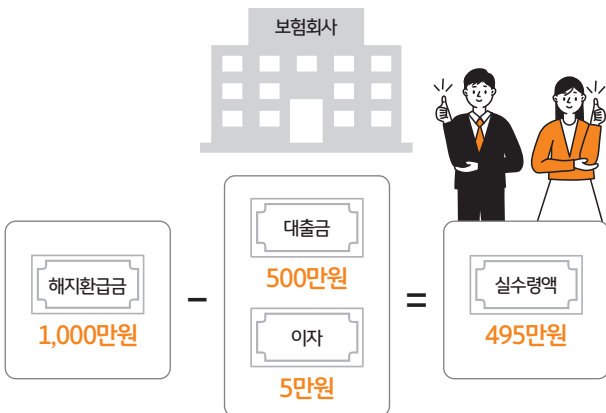 보험회사
해지환급금
1,000만원
–
대출금
500만원
이자
5만원
=
실수령액
495만원